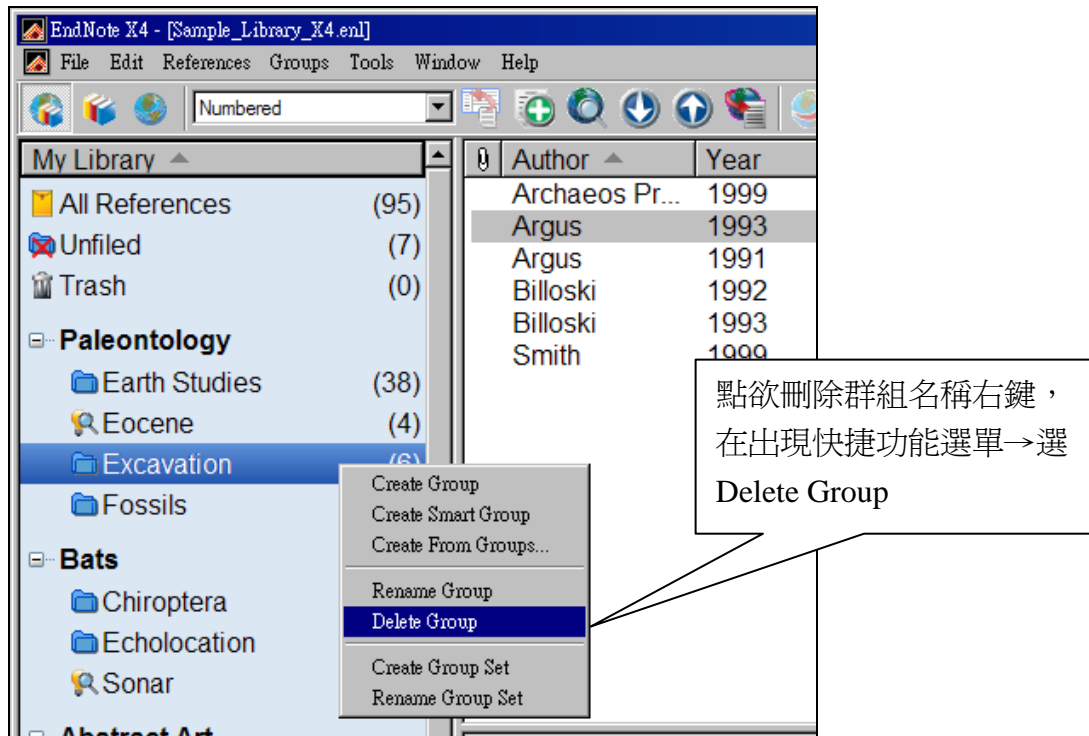 EndNote X4 - [Sample_Library_X4.enl]
File Edit References Groups Tools Window Help
Numbered
My Library
All References (95)
Unfiled (7)
Trash (0)
Paleontology
Earth Studies (38)
Eocene (4)
Excavation (6)
Fossils
Bats
Chiroptera
Echolocation
Sonar
Abstract Art
Author Year
Archaeos Pr... 1999
Argus 1993
Argus 1991
Billoski 1992
Billoski 1993
Smith 1999
Create Group
Create Smart Group
Create From Groups...
Rename Group
Delete Group
Create Group Set
Rename Group Set
點欲刪除群組名稱右鍵，
在出現快捷功能選單→選
Delete Group